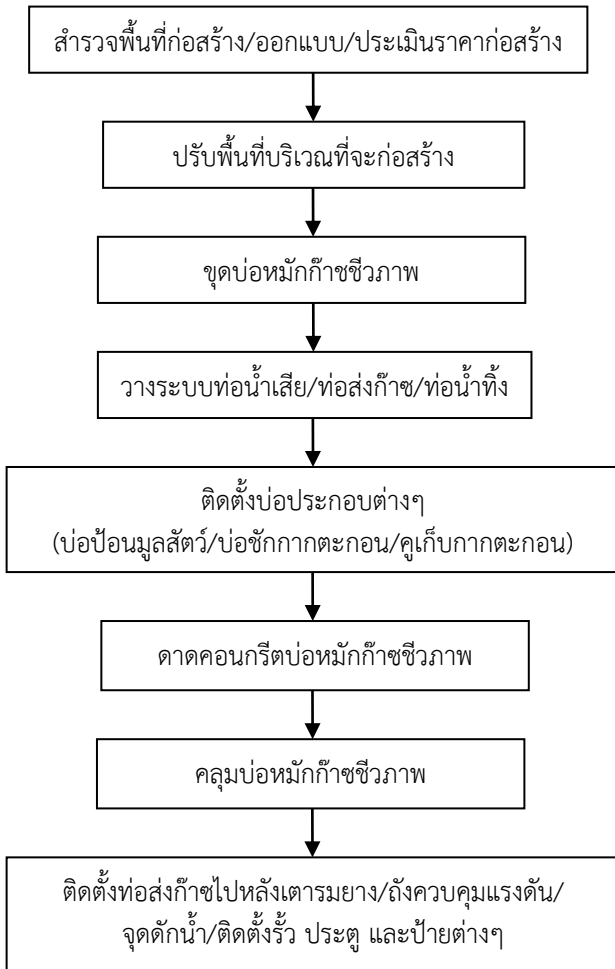 สำรวจพื้นที่ก่อสร้าง/ออกแบบ/ประเมินราคาก่อสร้าง
ปรับพื้นที่บริเวณที่จะก่อสร้าง
ขุดบ่อหมักก๊าซชีวภาพ
วางระบบท่อน้ำเสีย/ท่อส่งก๊าซ/ท่อน้ำทิ้ง
ติดตั้งบ่อประกอบต่างๆ
(บ่อป้อนมูลสัตว์/บ่อชักกากตะกอน/คูเก็บกากตะกอน)
ดาดคอนกรีตบ่อหมักก๊าซชีวภาพ
คลุมบ่อหมักก๊าซชีวภาพ
ติดตั้งท่อส่งก๊าซไปหลังเตารมยาง/ถังควบคุมแรงดัน/
จุดดักน้ำ/ติดตั้งรั้ว ประตู และป้ายต่างๆ